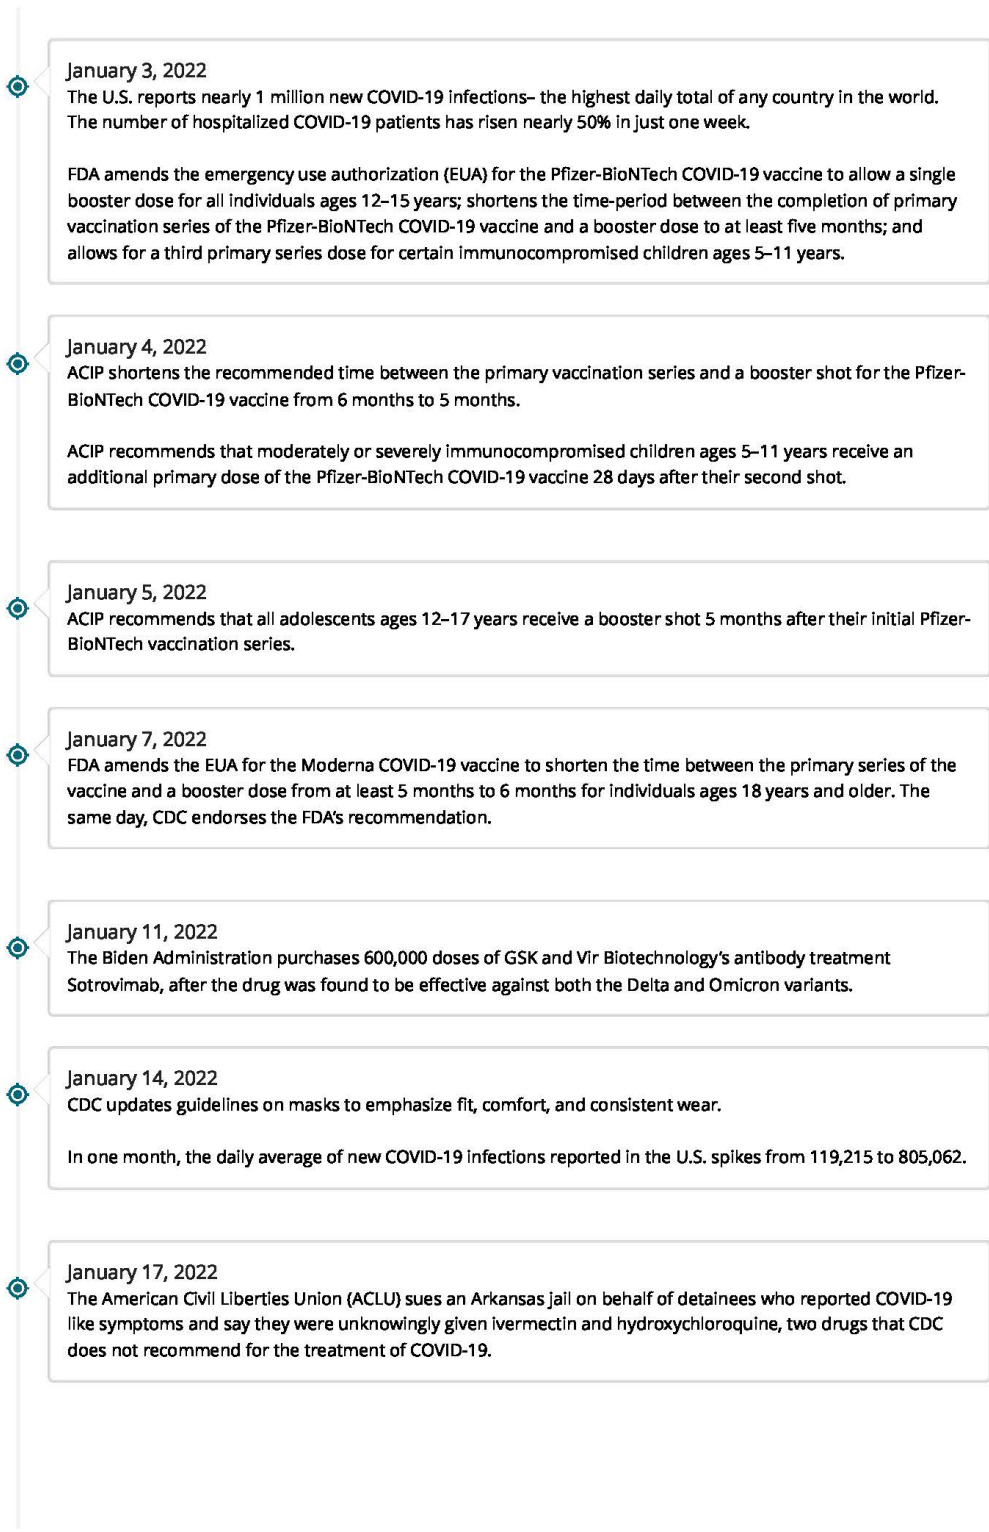 January 3, 2022
The U.S. reports nearly 1 million new COVID-19 infections– the highest daily total of any country in the world.
The number of hospitalized COVID-19 patients has risen nearly 50% in just one week.
FDA amends the emergency use authorization (EUA) for the Pfizer-BioNTech COVID-19 vaccine to allow a single
booster dose for all individuals ages 12–15 years; shortens the time-period between the completion of primary
vaccination series of the Pfizer-BioNTech COVID-19 vaccine and a booster dose to at least five months; and
allows for a third primary series dose for certain immunocompromised children ages 5–11 years.
January 4, 2022
ACIP shortens the recommended time between the primary vaccination series and a booster shot for the Pfizer-
BioNTech COVID-19 vaccine from 6 months to 5 months.
ACIP recommends that moderately or severely immunocompromised children ages 5–11 years receive an
additional primary dose of the Pfizer-BioNTech COVID-19 vaccine 28 days after their second shot.
January 5, 2022
ACIP recommends that all adolescents ages 12–17 years receive a booster shot 5 months after their initial Pfizer-
BioNTech vaccination series.
January 7, 2022
FDA amends the EUA for the Moderna COVID-19 vaccine to shorten the time between the primary series of the
vaccine and a booster dose from at least 5 months to 6 months for individuals ages 18 years and older. The
same day, CDC endorses the FDA's recommendation.
January 11, 2022
The Biden Administration purchases 600,000 doses of GSK and Vir Biotechnology's antibody treatment
Sotrovimab, after the drug was found to be effective against both the Delta and Omicron variants.
January 14, 2022
CDC updates guidelines on masks to emphasize fit, comfort, and consistent wear.
In one month, the daily average of new COVID-19 infections reported in the U.S. spikes from 119,215 to 805,062.
January 17, 2022
The American Civil Liberties Union (ACLU) sues an Arkansas jail on behalf of detainees who reported COVID-19
like symptoms and say they were unknowingly given ivermectin and hydroxychloroquine, two drugs that CDC
does not recommend for the treatment of COVID-19.